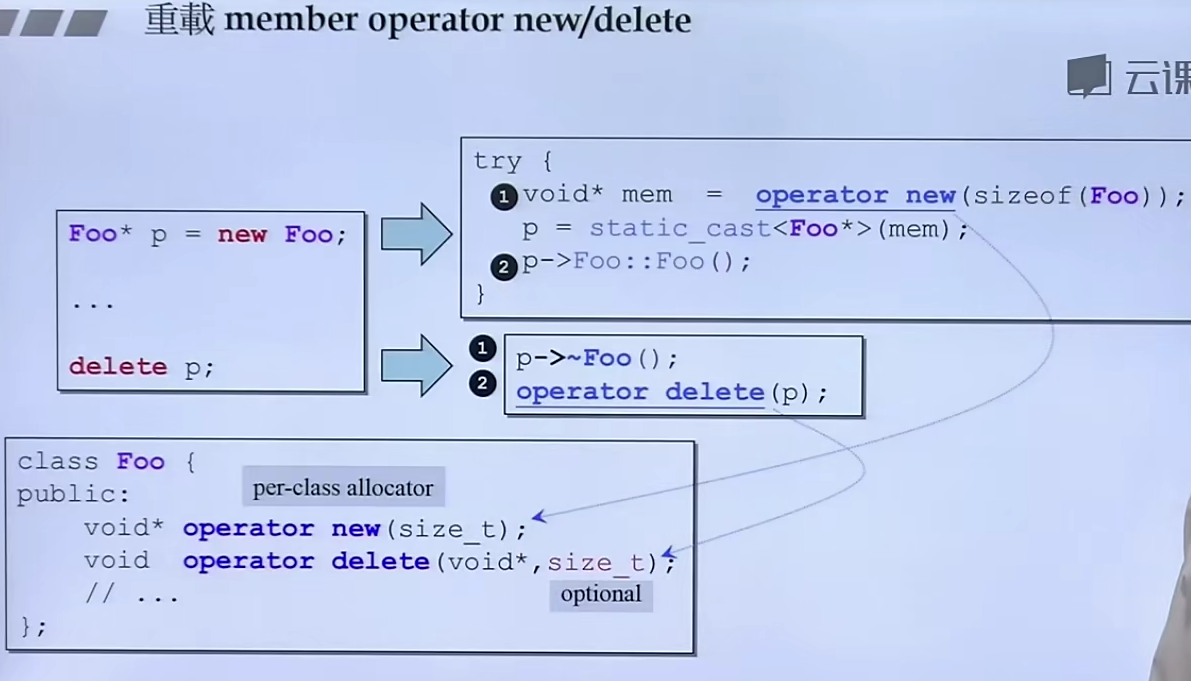 重載 member operator new/delete
云课
Foo* p = new Foo;
...
delete p;
try {
❶void* mem = operator new(sizeof(Foo));
p = static_cast<Foo*>(mem);
❷p->Foo::Foo();
}
❶ p->~Foo();
❷ operator delete(p);
class Foo {
public:
per-class allocator
void* operator new(size_t);
void operator delete(void*,size_t);
optional
// ...
};